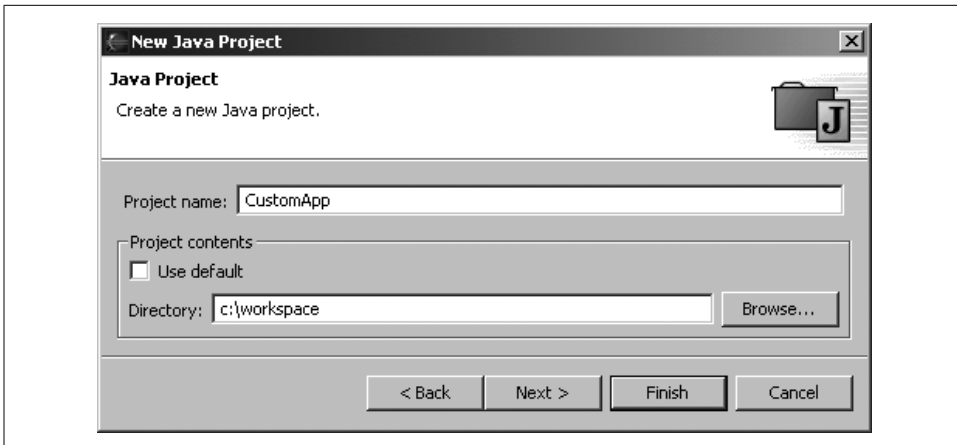 New Java Project
Java Project
Create a new Java project.
J
Project name: CustomApp
Project contents
Use default
Directory: c:\workspace Browse...
< Back Next > Finish Cancel